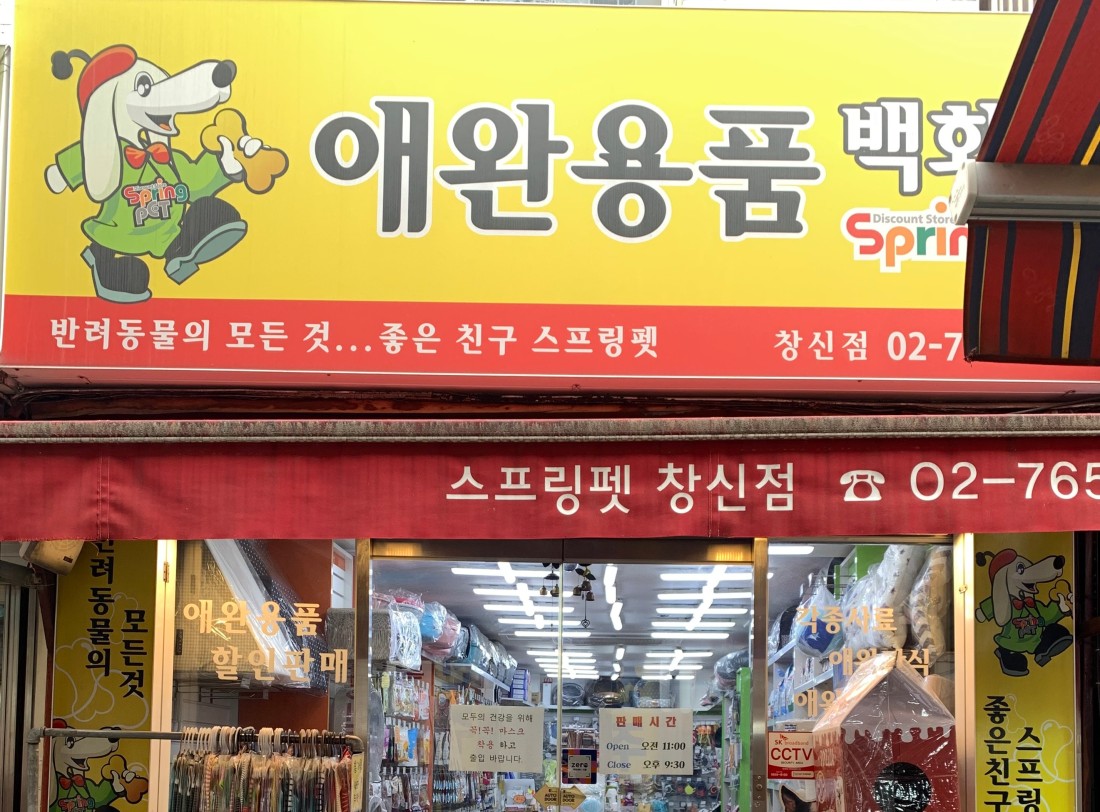 애완용품 백화
Discount Store
Sprin
Spring
PET
반려동물의 모든 것...좋은 친구 스프링펫
창신점 02-7
스프링펫 창신점 ☎ 02-765
반려동물의
모든것
애완용품
할인판매
각종사료
애완간식
애완
모두의 건강을 위해
꼭!꼭! 마스크
착용 하고
출입 바랍니다.
판매시간
Open 오전 11:00
Close 오후 9:30
SK broadband
CCTV
좋은친구
스프링